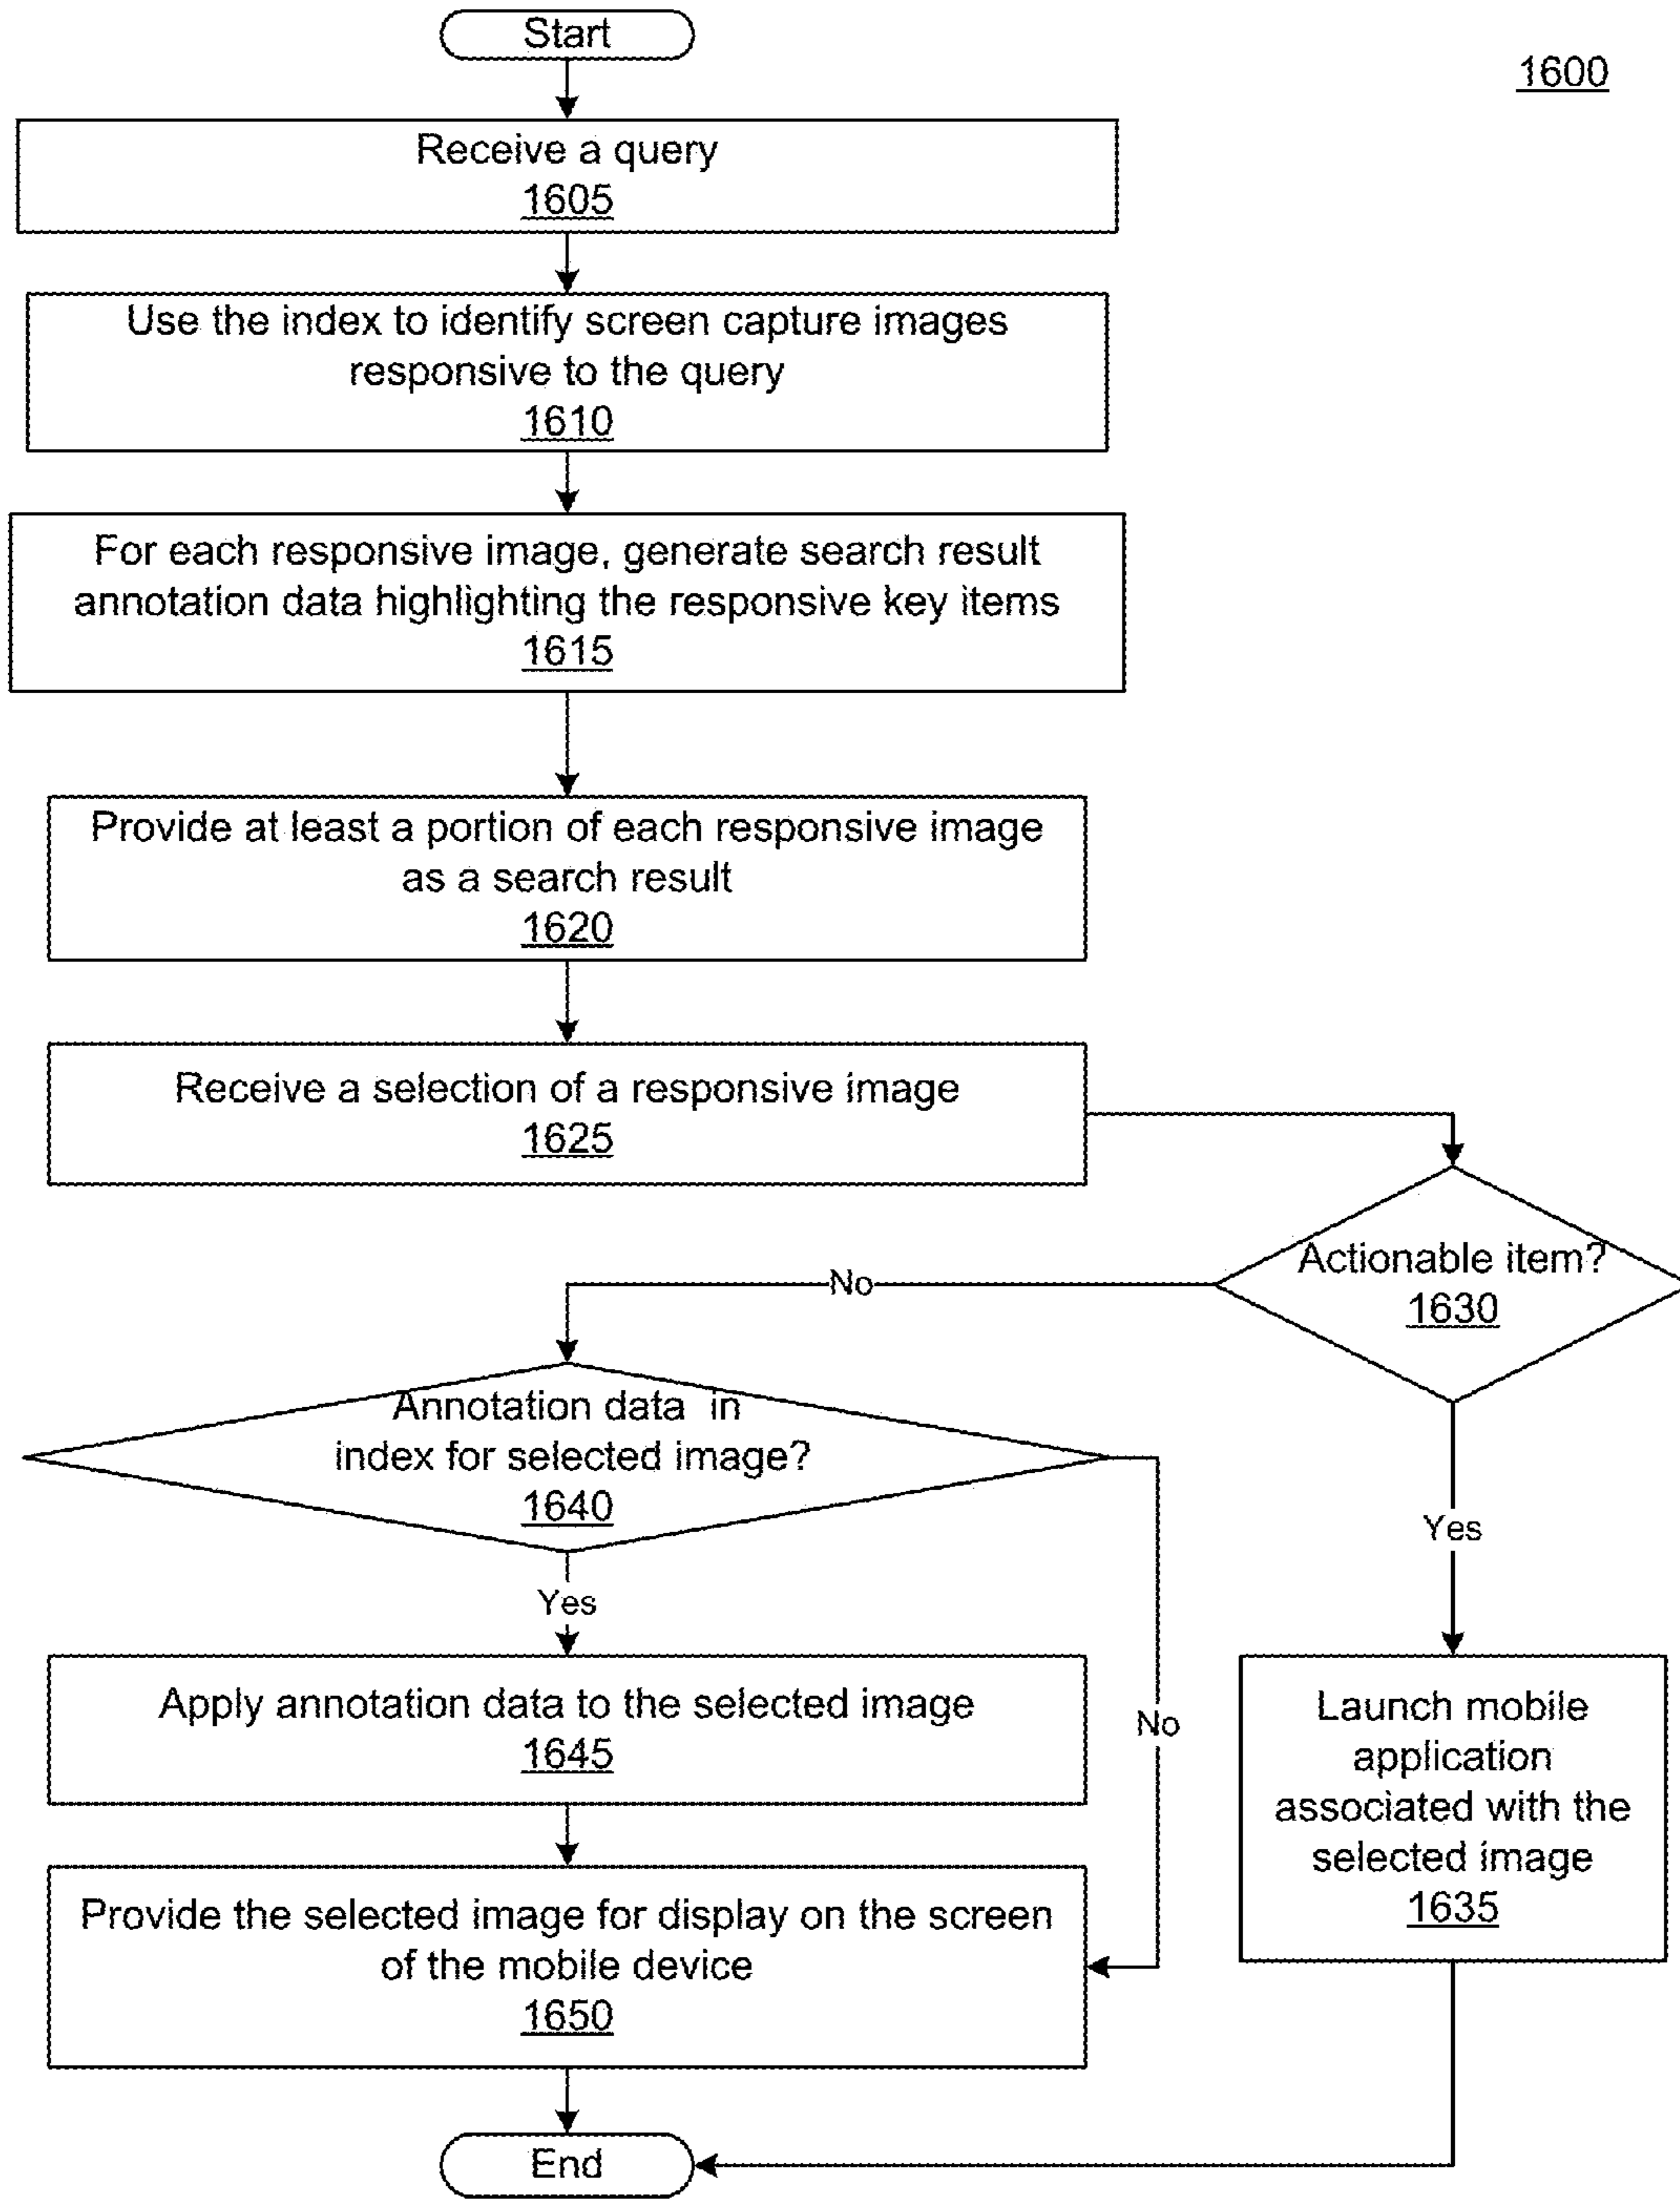 Start
1600
Receive a query
1605
Use the index to identify screen capture images
responsive to the query
1610
For each responsive image, generate search result
annotation data highlighting the responsive key items
1615
Provide at least a portion of each responsive image
as a search result
1620
Receive a selection of a responsive image
1625
Actionable item?
1630
No
Annotation data in
index for selected image?
1640
Yes
Yes
Apply annotation data to the selected image
1645
No
Launch mobile
application
associated with the
selected image
1635
Provide the selected image for display on the screen
of the mobile device
1650
End